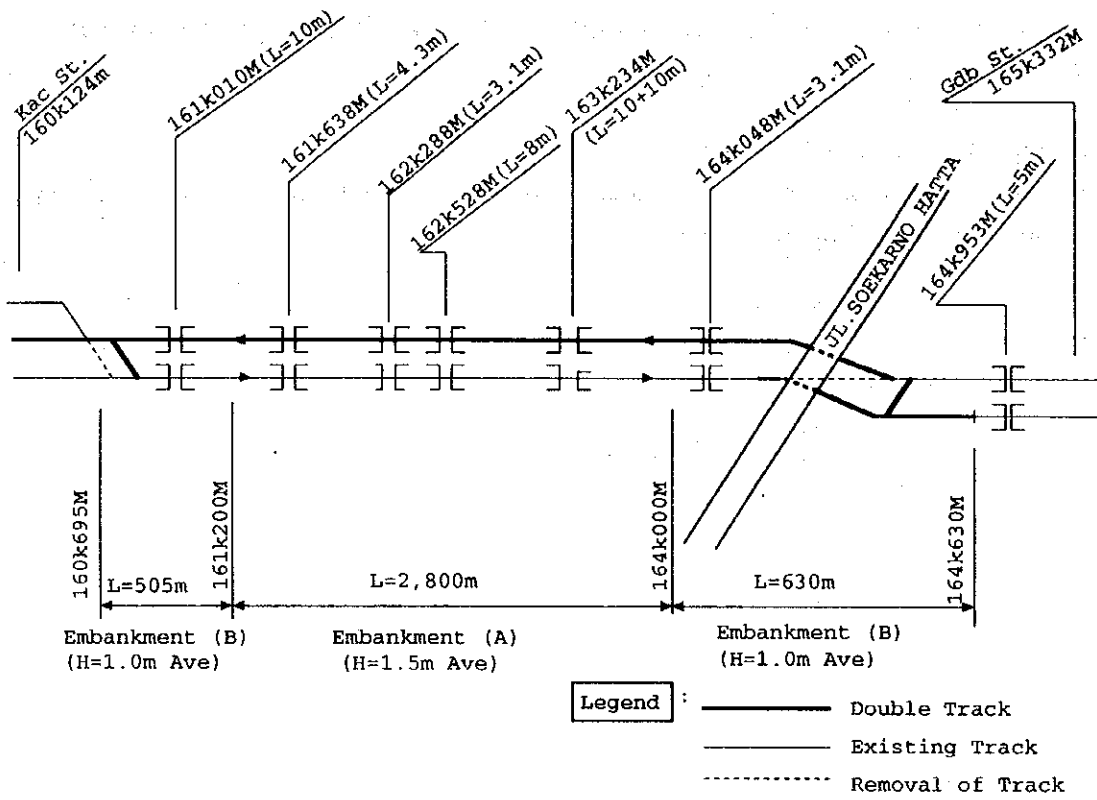 Kac St.
160k124m
161k010M(L=10m)
161k638M(L=4.3m)
162k288M(L=3.1m)
162k528M(L=8m)
163k234M
(L=10+10m)
164k048M(L=3.1m)
JL.SOEKARNO HATTA
Gdb St.
165k332M
164k953M(L=5m)
160k695M
161k200M
164k000M
164k630M
L=505m
L=2,800m
L=630m
Embankment (B)
(H=1.0m Ave)
Embankment (A)
(H=1.5m Ave)
Embankment (B)
(H=1.0m Ave)
Legend :
Double Track
Existing Track
Removal of Track